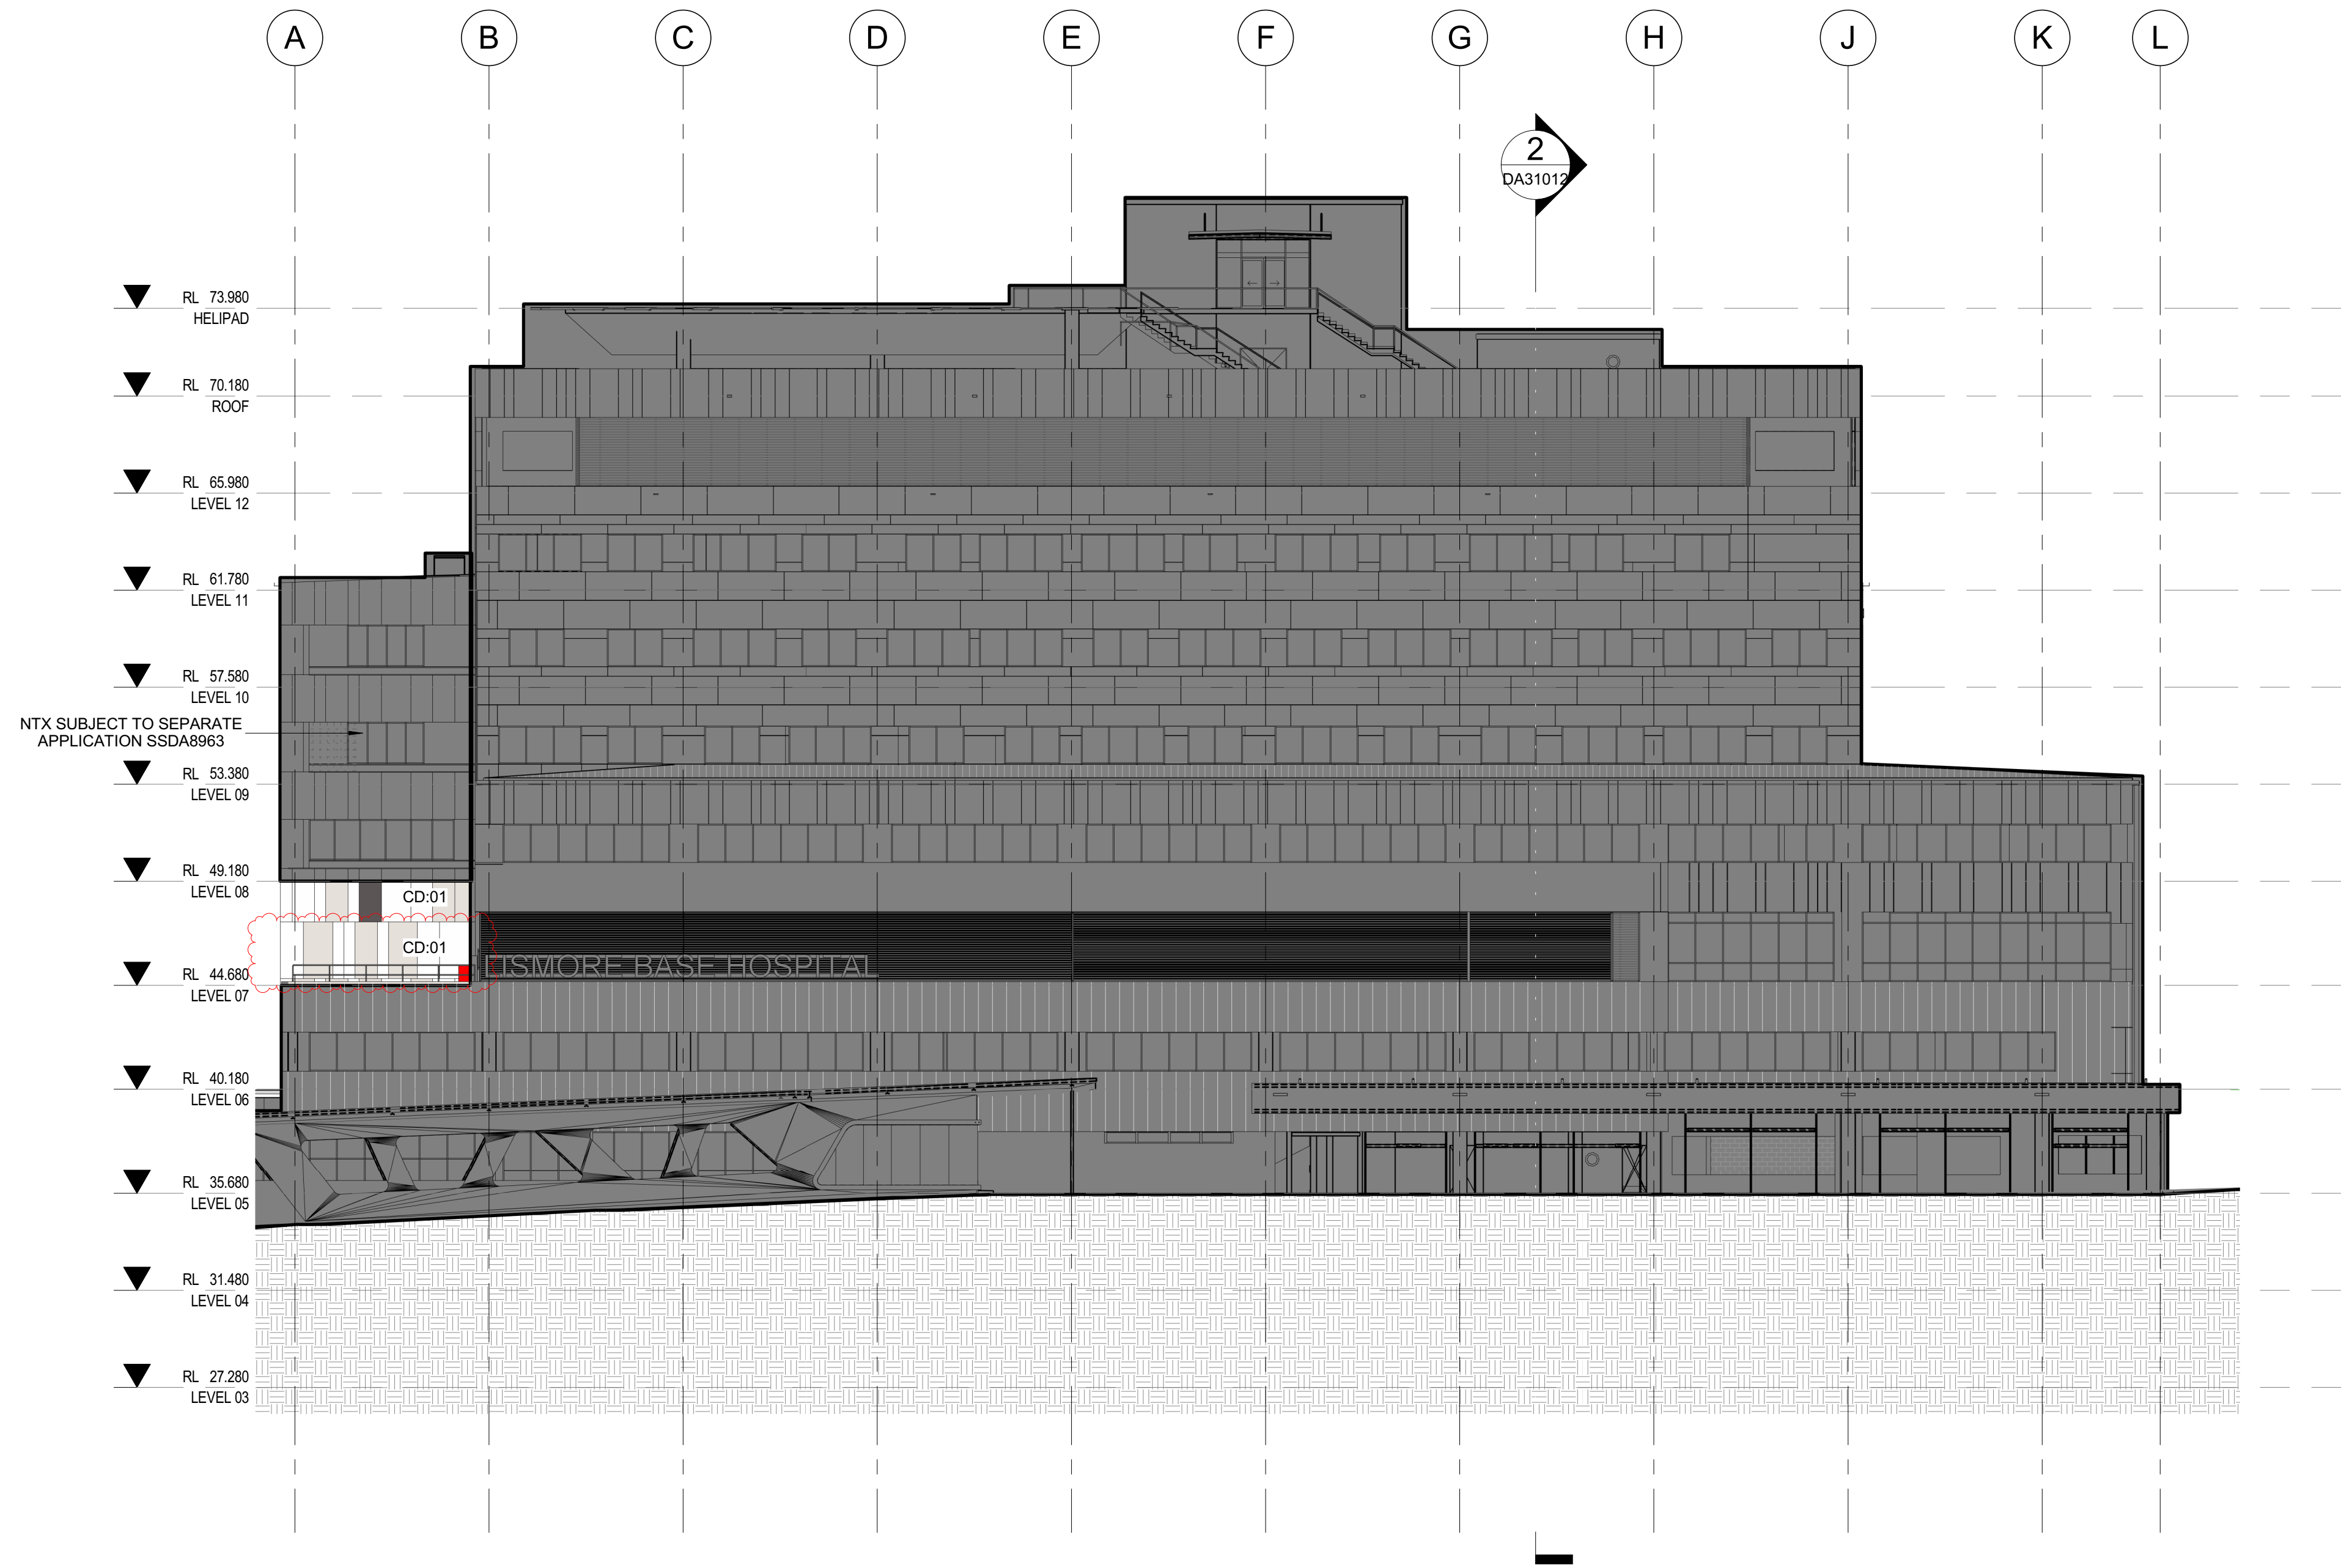 A B C D E F G H J K L
2
DA31012
RL 73.980
HELIPAD
RL 70.180
ROOF
RL 65.980
LEVEL 12
RL 61.780
LEVEL 11
RL 57.580
LEVEL 10
NTX SUBJECT TO SEPARATE
APPLICATION SSDA8963
RL 53.380
LEVEL 09
RL 49.180
LEVEL 08
CD:01
CD:01
LISMORE BASE HOSPITAL
RL 44.680
LEVEL 07
RL 40.180
LEVEL 06
RL 35.680
LEVEL 05
RL 31.480
LEVEL 04
RL 27.280
LEVEL 03